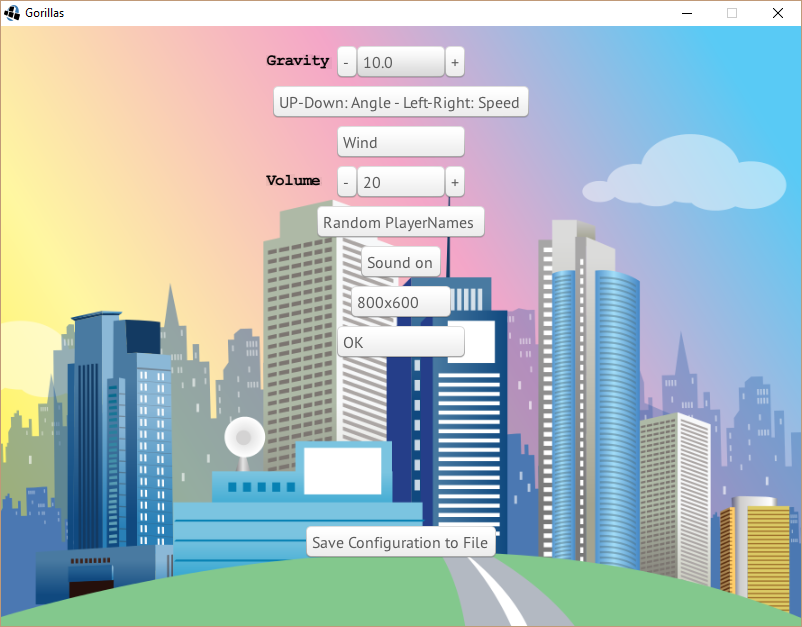 Gorillas
Gravity - 10.0 +
UP-Down: Angle - Left-Right: Speed
Wind
Volume - 20 +
Random PlayerNames
Sound on
800x600
OK
Save Configuration to File